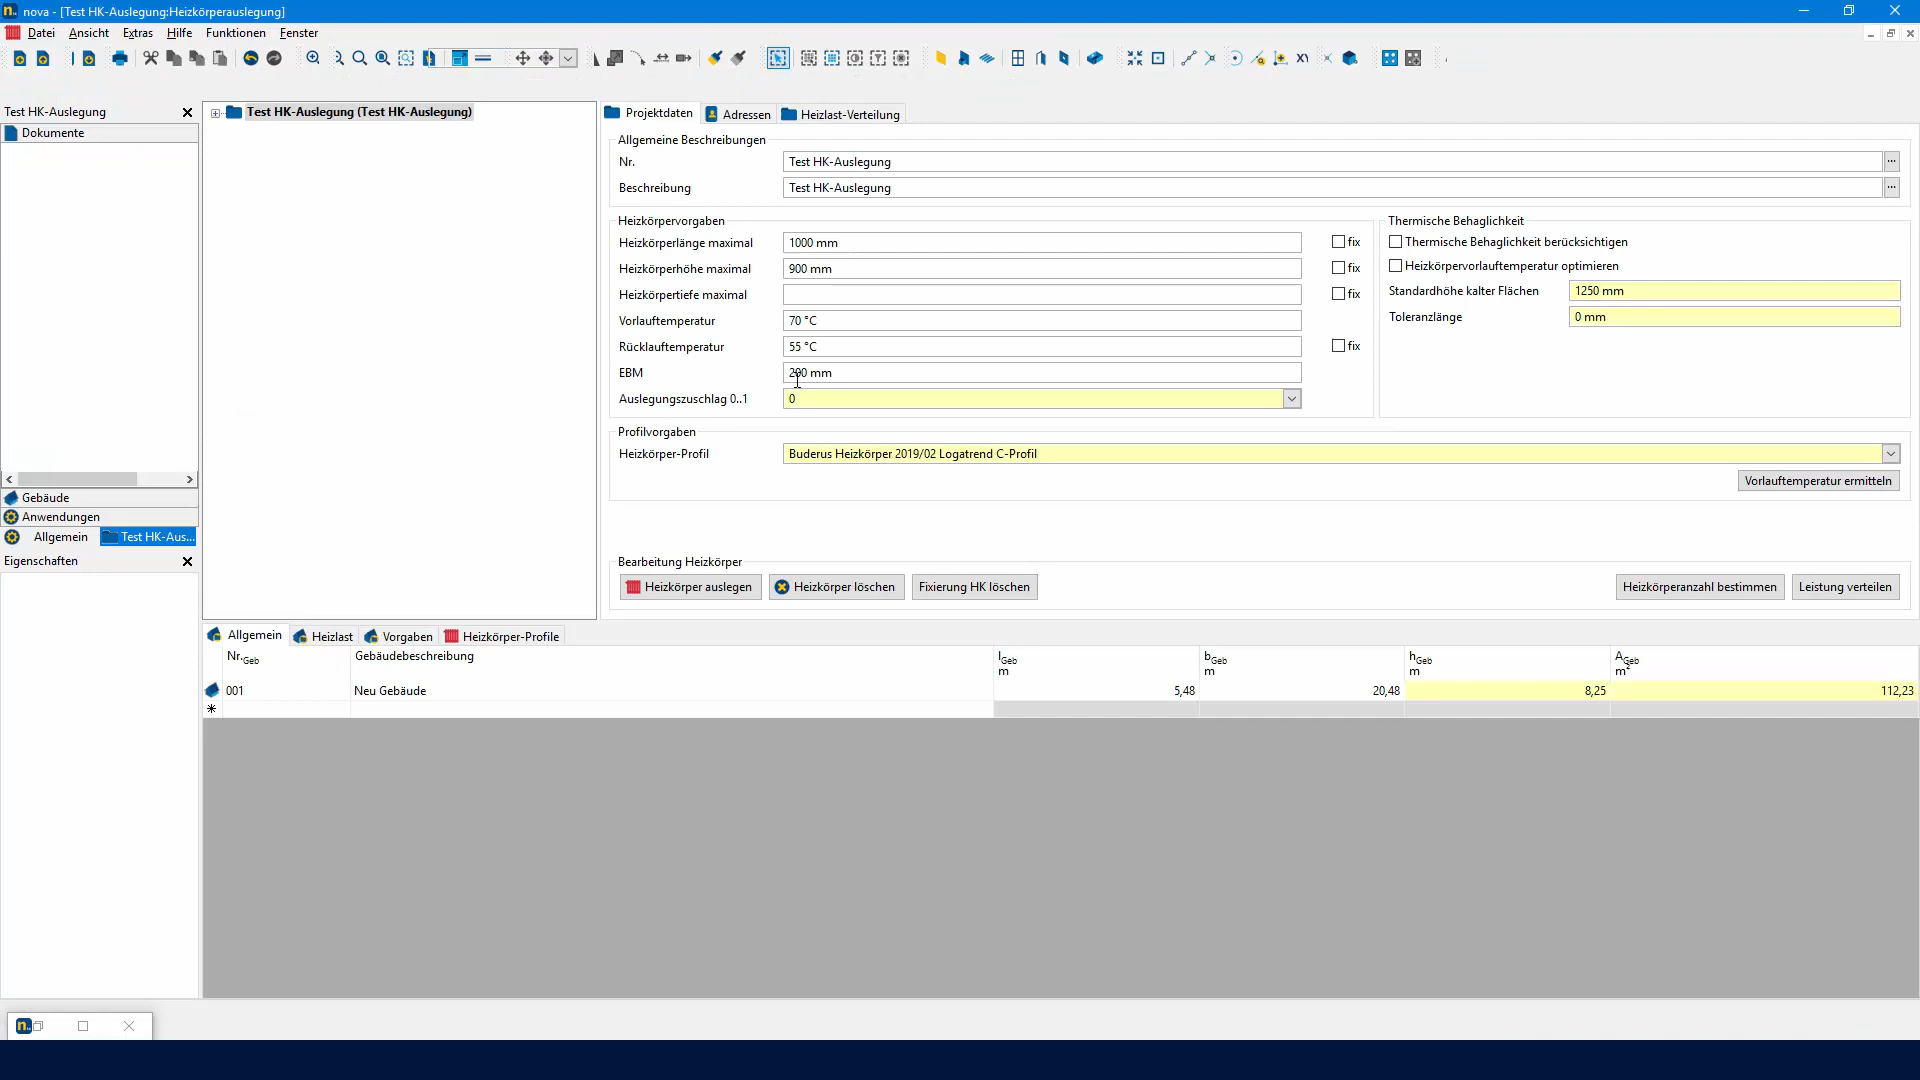 nova - [Test HK-Auslegung:Heizkörperauslegung]
Datei Ansicht Extras Hilfe Funktionen Fenster
Test HK-Auslegung
Dokumente
Gebäude
Anwendungen
Allgemein Test HK-Aus...
Eigenschaften
Test HK-Auslegung (Test HK-Auslegung)
Projektdaten Adressen Heizlast-Verteilung
Allgemeine Beschreibungen
Nr. Test HK-Auslegung ...
Beschreibung Test HK-Auslegung ...
Heizkörpervorgaben
Heizkörperlänge maximal 1000 mm fix
Heizkörperhöhe maximal 900 mm fix
Heizkörpertiefe maximal fix
Vorlauftemperatur 70 °C
Rücklauftemperatur 55 °C fix
EBM 200 mm
Auslegungszuschlag 0..1 0
Thermische Behaglichkeit
Thermische Behaglichkeit berücksichtigen
Heizkörpervorlauftemperatur optimieren
Standardhöhe kalter Flächen 1250 mm
Toleranzlänge 0 mm
Profilvorgaben
Heizkörper-Profil Buderus Heizkörper 2019/02 Logatrend C-Profil
Vorlauftemperatur ermitteln
Bearbeitung Heizkörper
Heizkörper auslegen Heizkörper löschen Fixierung HK löschen Heizkörperanzahl bestimmen Leistung verteilen
Allgemein Heizlast Vorgaben Heizkörper-Profile
Nr.Geb Gebäudebeschreibung lGeb bGeb hGeb AGeb
m m m m²
001 Neu Gebäude 5,48 20,48 8,25 112,23